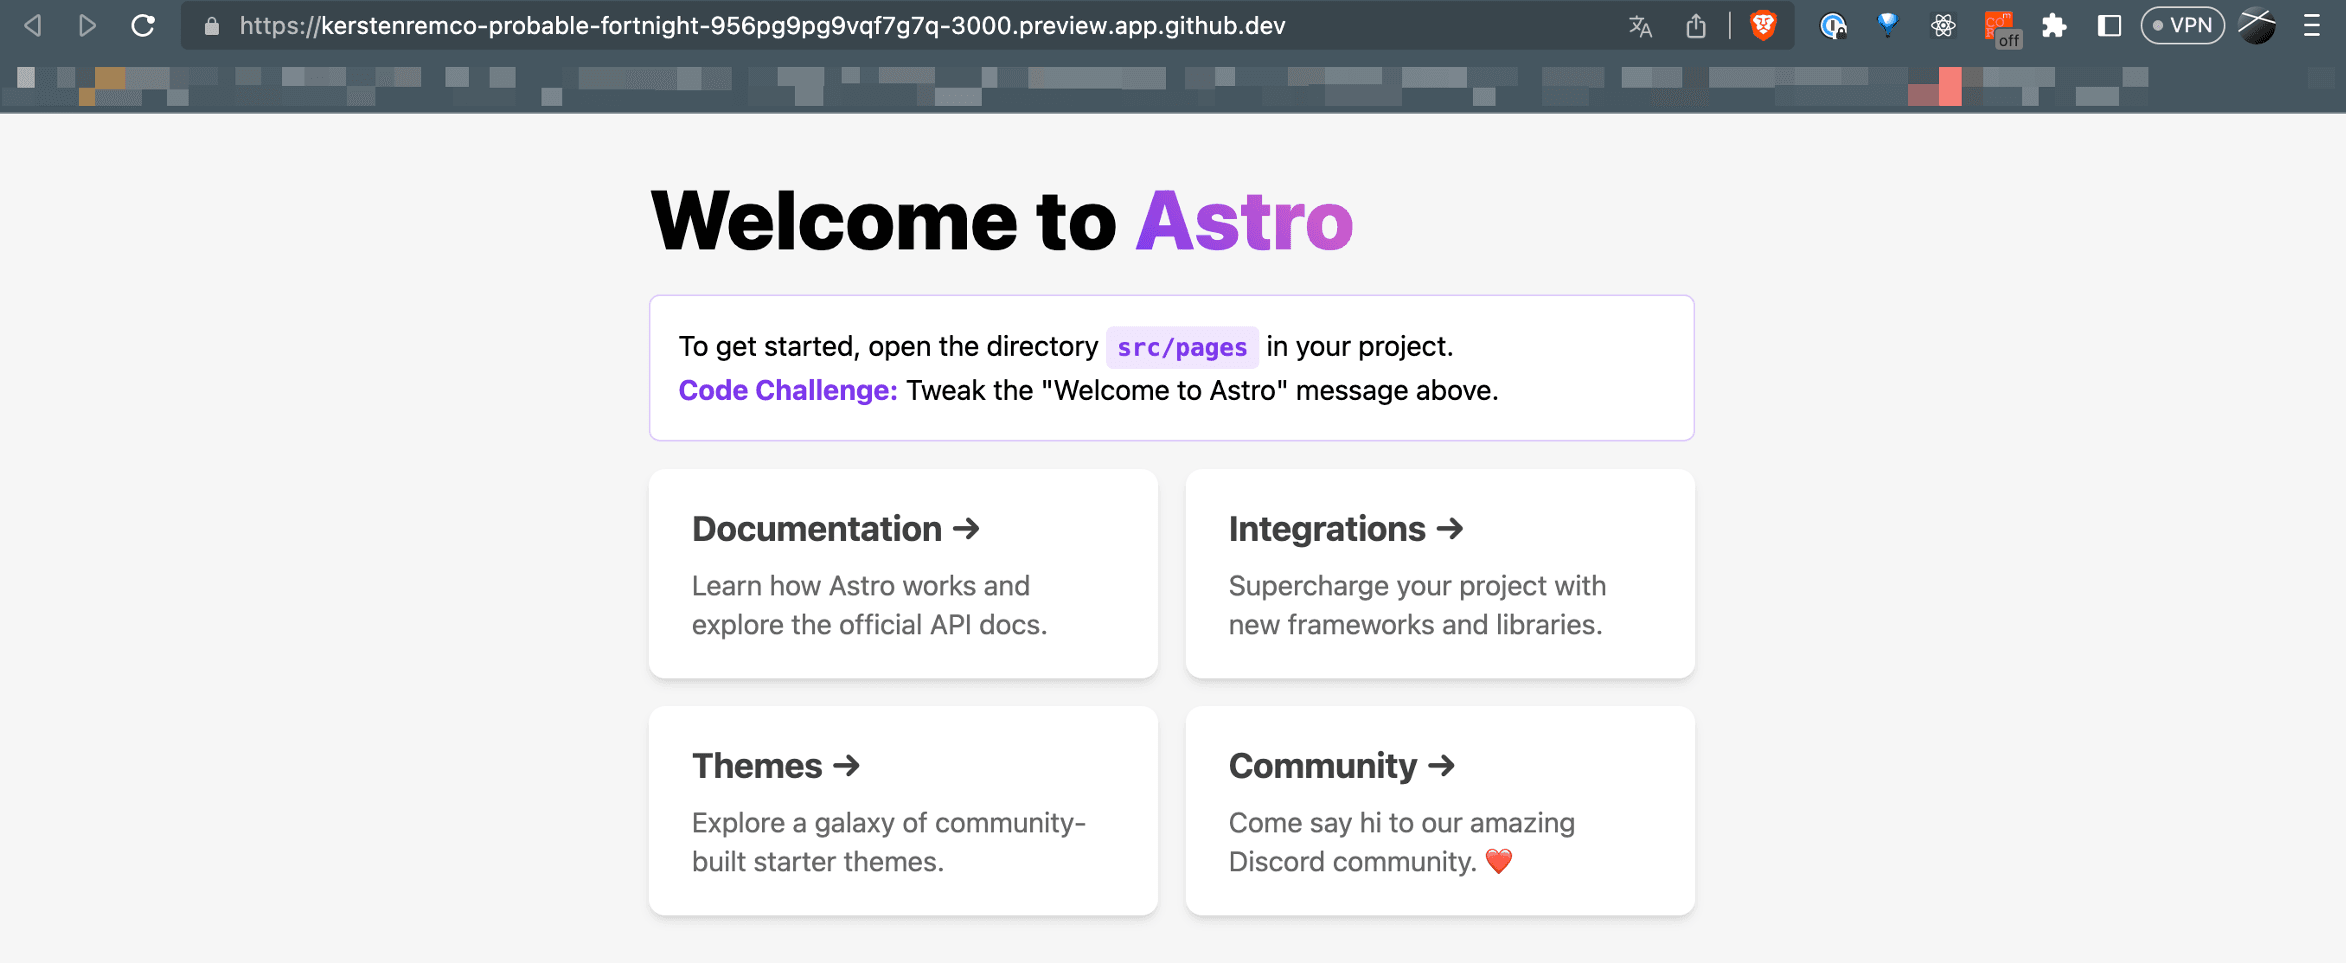 https://kerstenremco-probable-fortnight-956pg9pg9vqf7g7q-3000.preview.app.github.dev
off
VPN
Welcome to Astro
To get started, open the directory src/pages in your project.
Code Challenge: Tweak the "Welcome to Astro" message above.
Documentation →
Learn how Astro works and
explore the official API docs.
Integrations →
Supercharge your project with
new frameworks and libraries.
Themes →
Explore a galaxy of community-
built starter themes.
Community →
Come say hi to our amazing
Discord community. ❤️